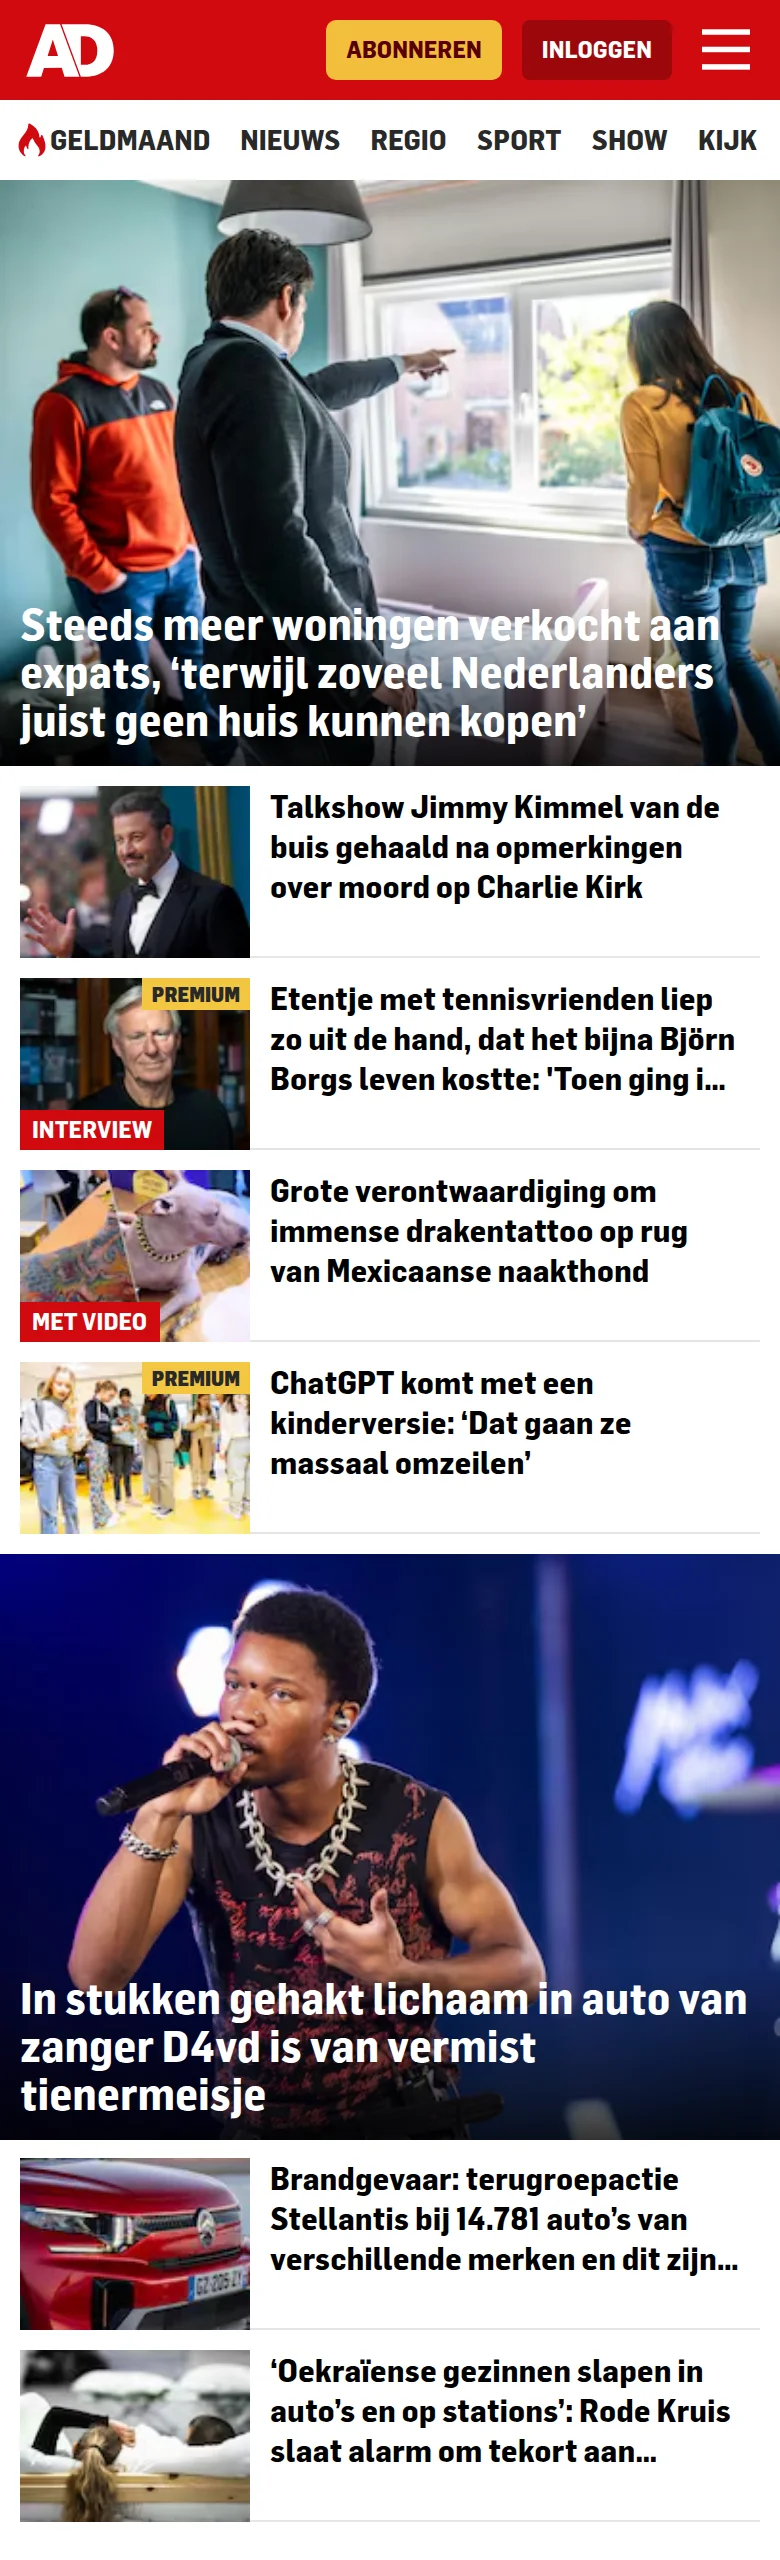 AD
ABONNEREN
INLOGGEN
GELDMAAND NIEUWS REGIO SPORT SHOW KIJK
Steeds meer woningen verkocht aan
expats, ‘terwijl zoveel Nederlanders
juist geen huis kunnen kopen’
Talkshow Jimmy Kimmel van de
buis gehaald na opmerkingen
over moord op Charlie Kirk
PREMIUM
INTERVIEW
Etentje met tennisvrienden liep
zo uit de hand, dat het bijna Björn
Borgs leven kostte: 'Toen ging i...
MET VIDEO
Grote verontwaardiging om
immense drakentattoo op rug
van Mexicaanse naakthond
PREMIUM
ChatGPT komt met een
kinderversie: ‘Dat gaan ze
massaal omzeilen’
In stukken gehakt lichaam in auto van
zanger D4vd is van vermist
tienermeisje
GZ-205-ZY
Brandgevaar: terugroepactie
Stellantis bij 14.781 auto’s van
verschillende merken en dit zijn...
‘Oekraïense gezinnen slapen in
auto’s en op stations’: Rode Kruis
slaat alarm om tekort aan...